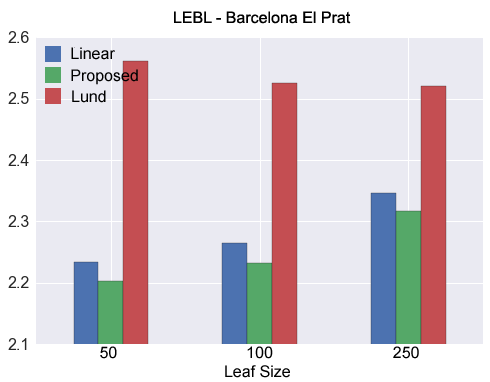 LEBL - Barcelona El Prat
2.6
2.5
2.4
2.3
2.2
2.1
Linear
Proposed
Lund
50 100 250
Leaf Size